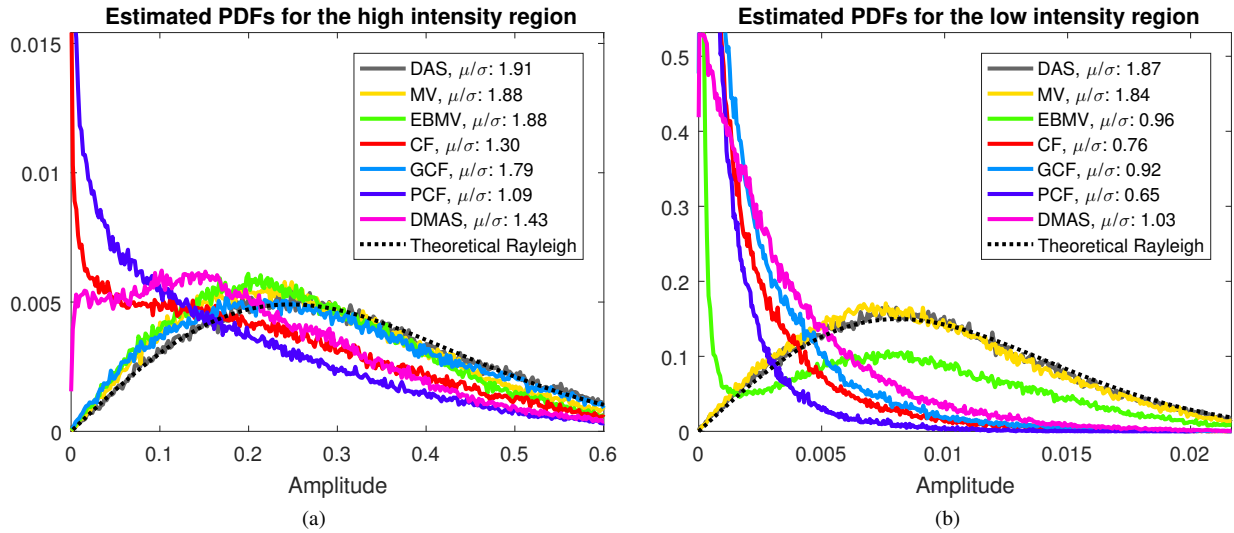 Estimated PDFs for the high intensity region
0.015
0.01
0.005
0
DAS, μ/σ: 1.91
MV, μ/σ: 1.88
EBMV, μ/σ: 1.88
CF, μ/σ: 1.30
GCF, μ/σ: 1.79
PCF, μ/σ: 1.09
DMAS, μ/σ: 1.43
Theoretical Rayleigh
0 0.1 0.2 0.3 0.4 0.5 0.6
Amplitude
(a)
Estimated PDFs for the low intensity region
0.5
0.4
0.3
0.2
0.1
0
DAS, μ/σ: 1.87
MV, μ/σ: 1.84
EBMV, μ/σ: 0.96
CF, μ/σ: 0.76
GCF, μ/σ: 0.92
PCF, μ/σ: 0.65
DMAS, μ/σ: 1.03
Theoretical Rayleigh
0 0.005 0.01 0.015 0.02
Amplitude
(b)